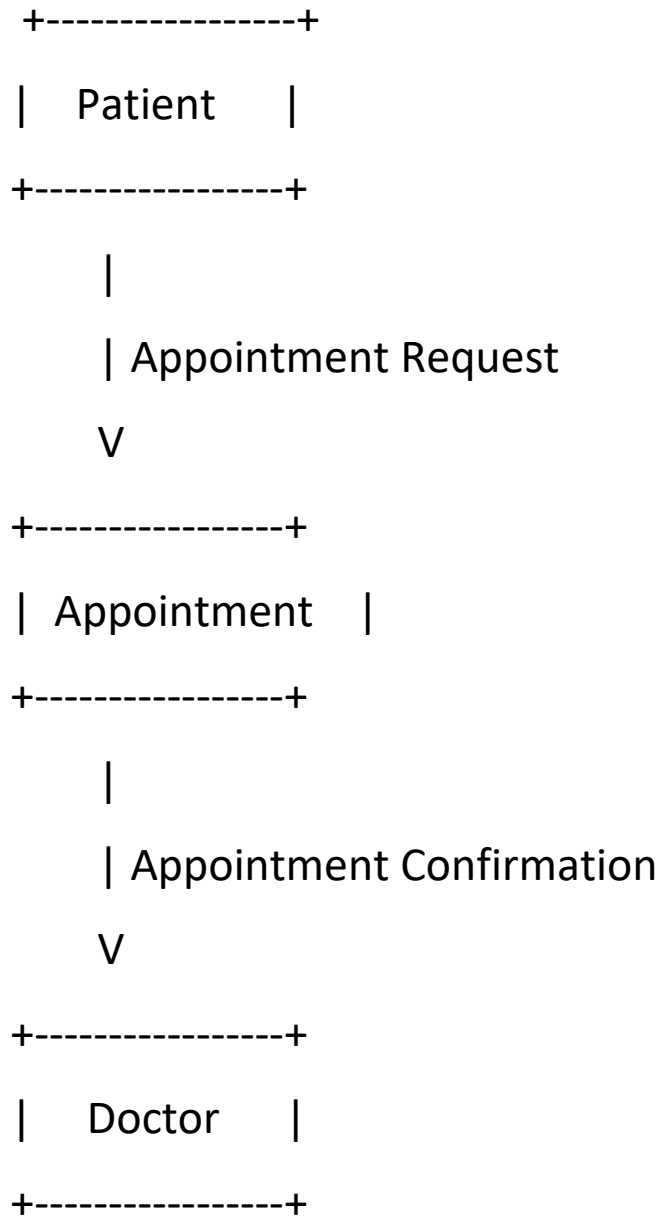 +-----------------+
| Patient |
+-----------------+
|
| Appointment Request
V
+-----------------+
| Appointment |
+-----------------+
|
| Appointment Confirmation
V
+-----------------+
| Doctor |
+-----------------+